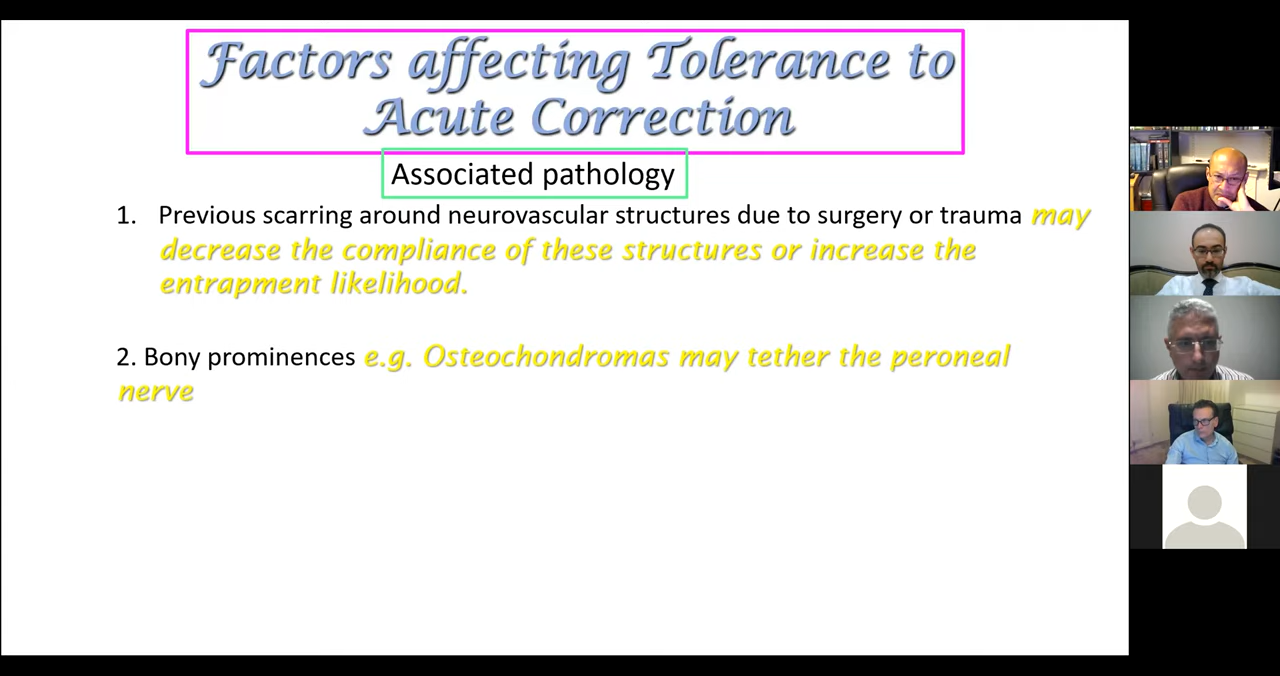 Factors affecting Tolerance to
Acute Correction
Associated pathology
1. Previous scarring around neurovascular structures due to surgery or trauma may
decrease the compliance of these structures or increase the
entrapment likelihood.
2. Bony prominences e.g. Osteochondromas may tether the peroneal
nerve